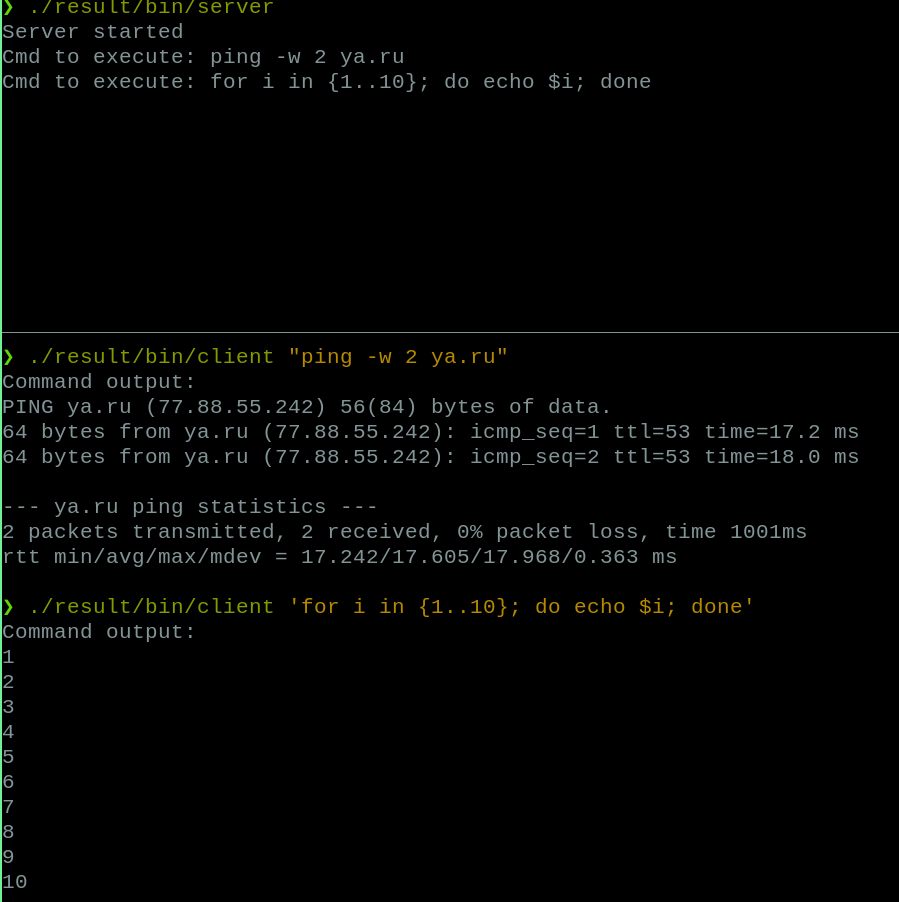 ❯ ./result/bin/server
Server started
Cmd to execute: ping -w 2 ya.ru
Cmd to execute: for i in {1..10}; do echo $i; done
❯ ./result/bin/client "ping -w 2 ya.ru"
Command output:
PING ya.ru (77.88.55.242) 56(84) bytes of data.
64 bytes from ya.ru (77.88.55.242): icmp_seq=1 ttl=53 time=17.2 ms
64 bytes from ya.ru (77.88.55.242): icmp_seq=2 ttl=53 time=18.0 ms
--- ya.ru ping statistics ---
2 packets transmitted, 2 received, 0% packet loss, time 1001ms
rtt min/avg/max/mdev = 17.242/17.605/17.968/0.363 ms
❯ ./result/bin/client 'for i in {1..10}; do echo $i; done'
Command output:
1
2
3
4
5
6
7
8
9
10